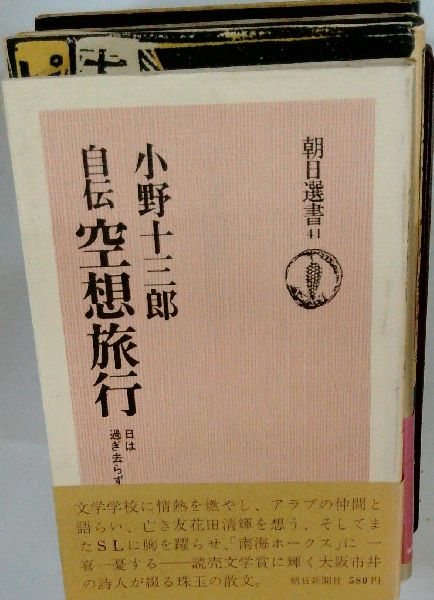 朝日選書
41
小野十三郎
自伝 空想旅行
日は
過ぎ去らず
文学学校に情熱を燃やし、アラブの仲間と
語らい、亡き友花田清輝を想う、そしてま
たＳＬに胸を躍らせ、「南海ホークス」に一
喜一憂する——読売文学賞に輝く大阪市井
の詩人が綴る珠玉の散文。 朝日新聞社 580円